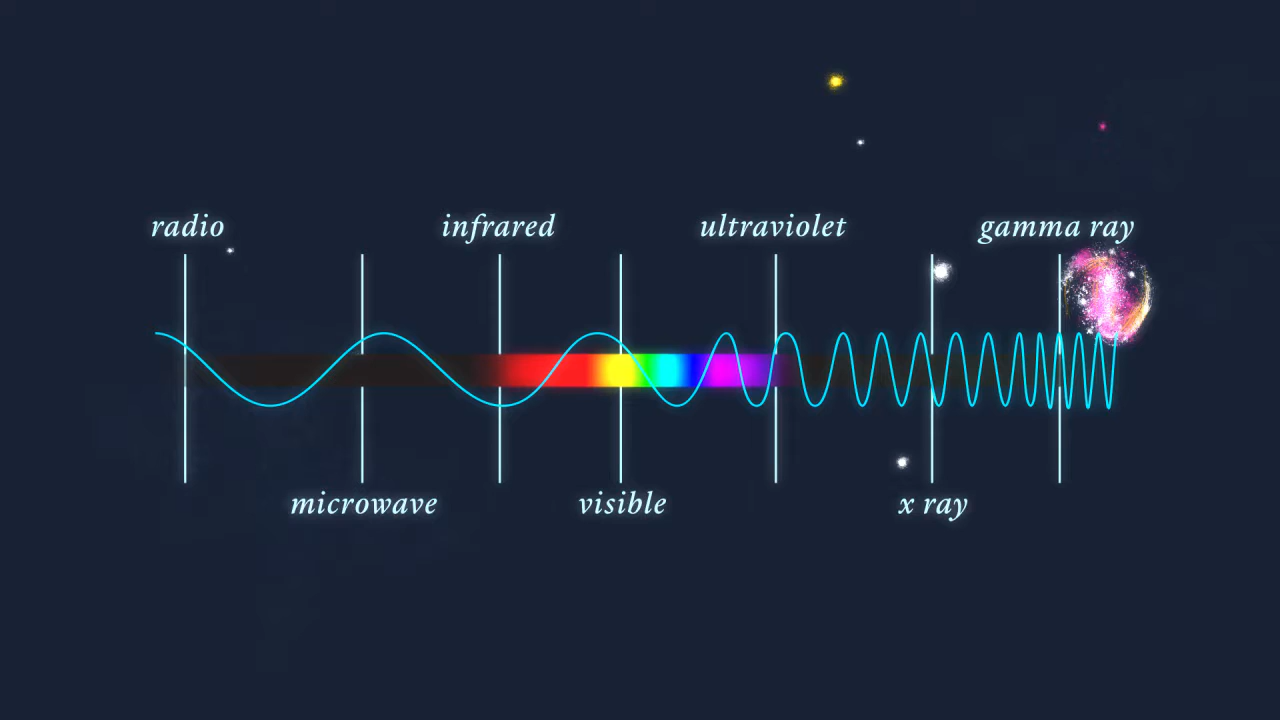 radio
infrared
ultraviolet
gamma ray
microwave
visible
x ray